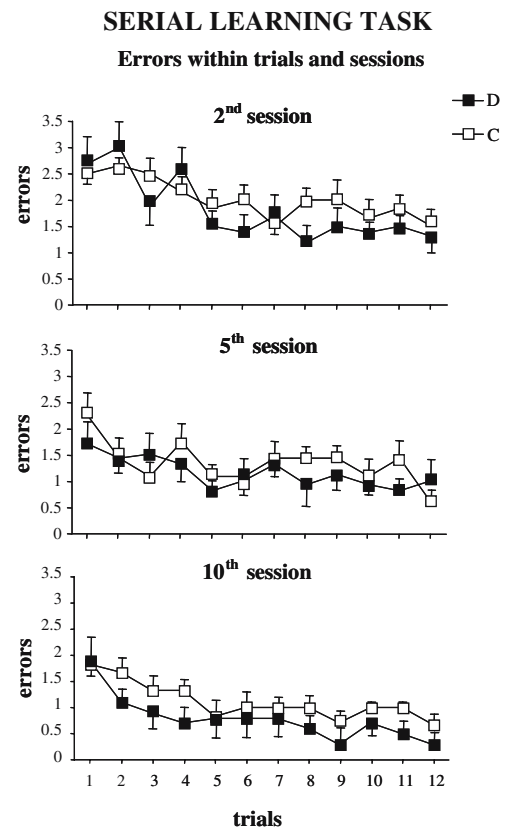 SERIAL LEARNING TASK
Errors within trials and sessions
D
C
2nd session
errors
3.5
3
2.5
2
1.5
1
0.5
0
5th session
errors
3.5
3
2.5
2
1.5
1
0.5
0
10th session
errors
3.5
3
2.5
2
1.5
1
0.5
0
1 2 3 4 5 6 7 8 9 10 11 12
trials